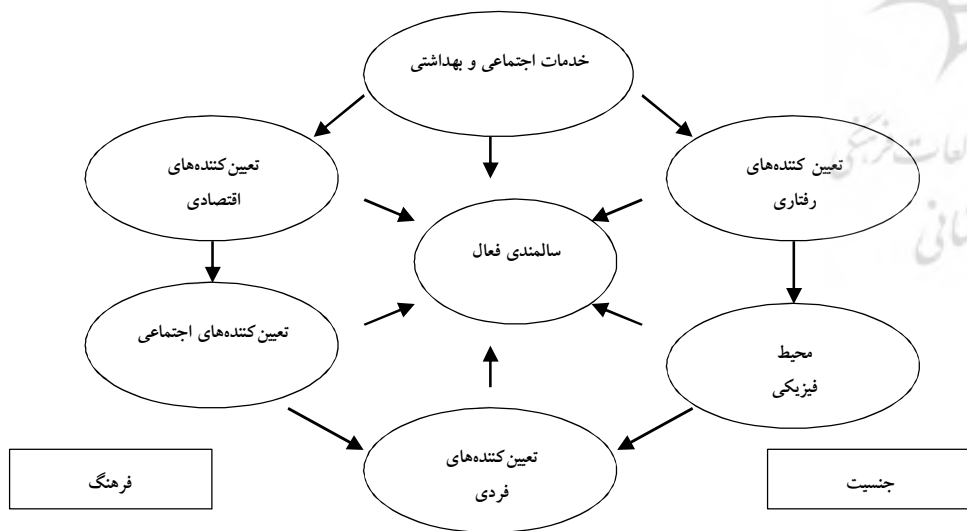 خدمات اجتماعی و بهداشتی
تعیین کننده‌های
رفتاری
تعیین‌کننده‌های
اقتصادی
سالمندی فعال
محیط
فیزیکی
تعیین‌کننده‌های اجتماعی
تعیین‌کننده‌های
فردی
جنسیت
فرهنگ